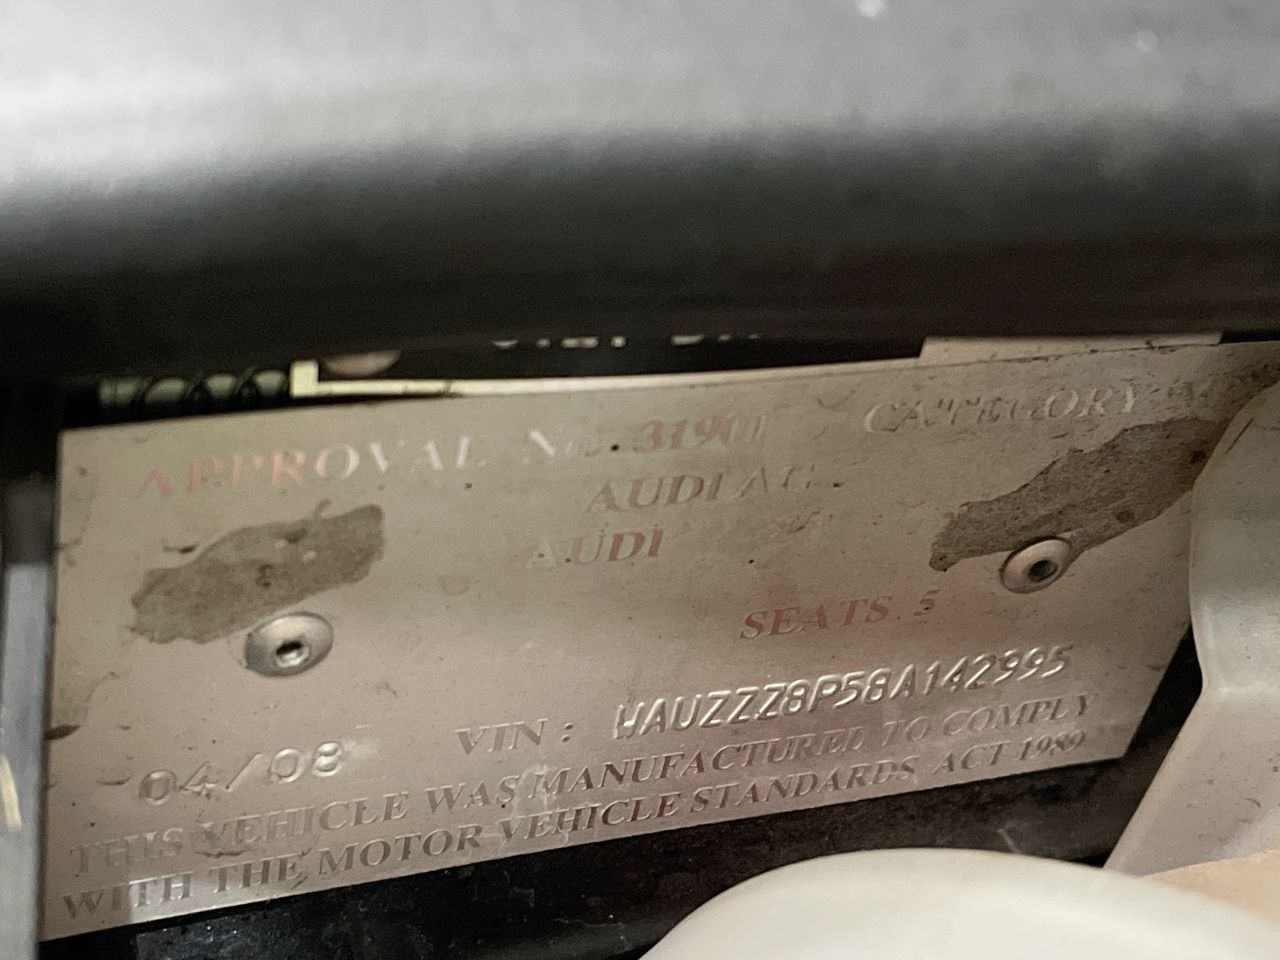 APPROVAL No. 31901 CATEGORY
AUDI AG.
AUDI
SEATS 5
04/08 VIN : WAUZZZ8P58A142995
THIS VEHICLE WAS MANUFACTURED TO COMPLY
WITH THE MOTOR VEHICLE STANDARDS ACT 1989